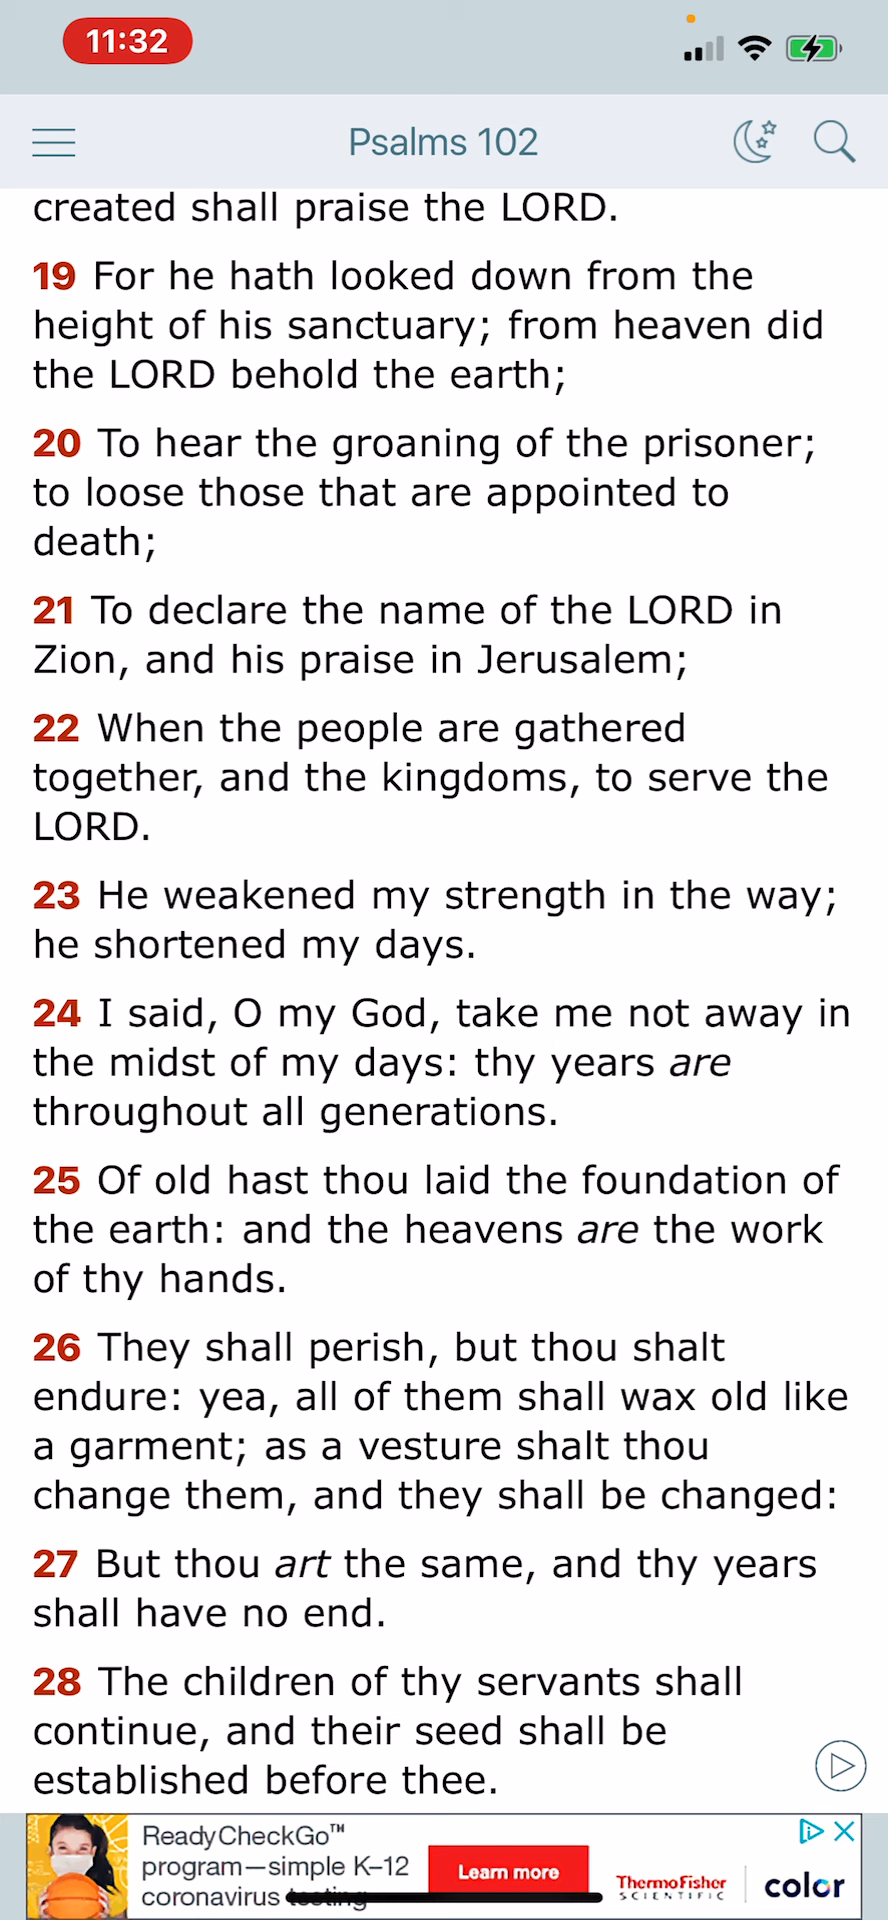 11:32
Psalms 102
created shall praise the LORD.
19 For he hath looked down from the
height of his sanctuary; from heaven did
the LORD behold the earth;
20 To hear the groaning of the prisoner;
to loose those that are appointed to
death;
21 To declare the name of the LORD in
Zion, and his praise in Jerusalem;
22 When the people are gathered
together, and the kingdoms, to serve the
LORD.
23 He weakened my strength in the way;
he shortened my days.
24 I said, O my God, take me not away in
the midst of my days: thy years are
throughout all generations.
25 Of old hast thou laid the foundation of
the earth: and the heavens are the work
of thy hands.
26 They shall perish, but thou shalt
endure: yea, all of them shall wax old like
a garment; as a vesture shalt thou
change them, and they shall be changed:
27 But thou art the same, and thy years
shall have no end.
28 The children of thy servants shall
continue, and their seed shall be
established before thee.
ReadyCheckGo™
program—simple K–12
coronavirus testing
Learn more
ThermoFisher
SCIENTIFIC
color